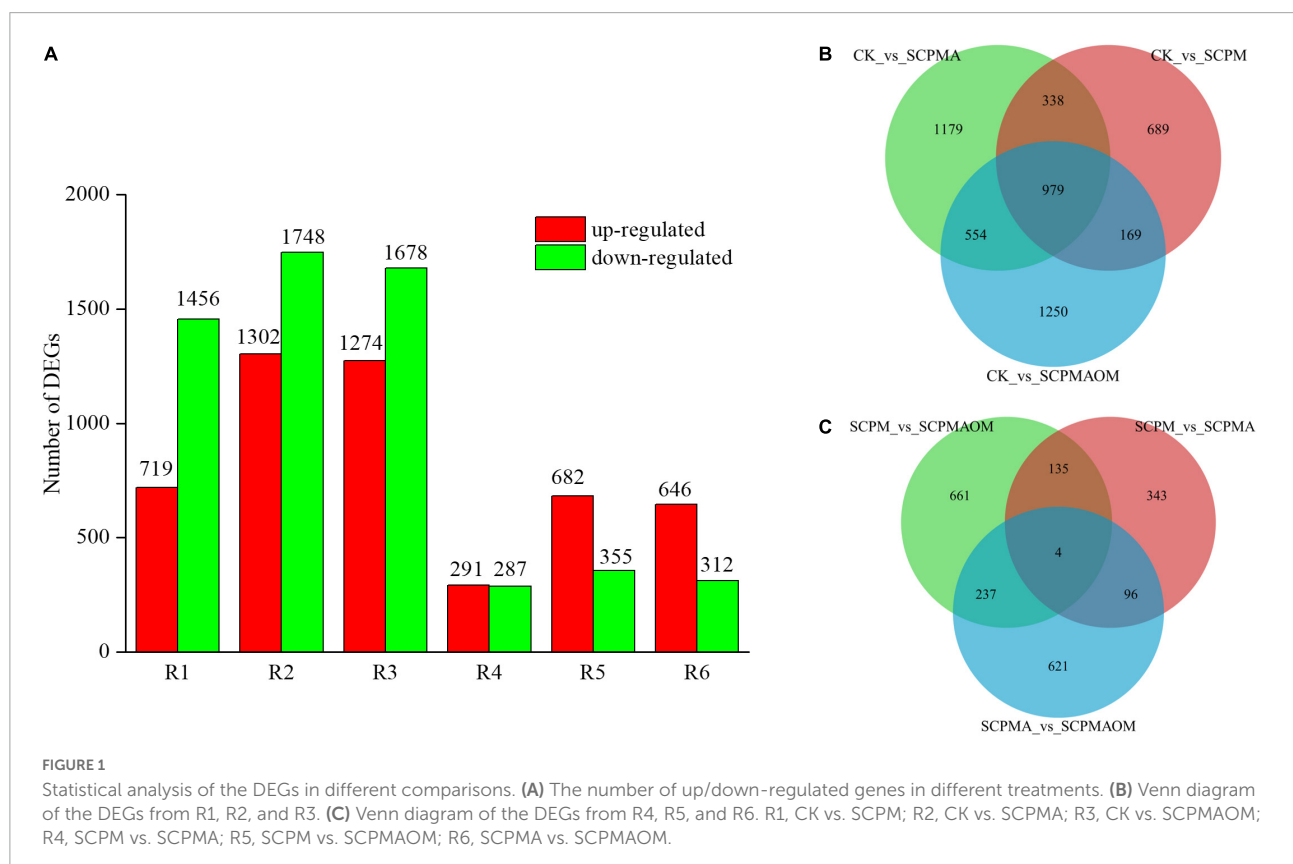 A
2000
1500
1000
500
0
Number of DEGs
719
1456
1302
1748
1274
1678
291
287
682
355
646
312
R1
R2
R3
R4
R5
R6
up-regulated
down-regulated
B
CK_vs_SCPMA
CK_vs_SCPM
338
1179
689
979
554
169
1250
CK_vs_SCPMAOM
C
SCPM_vs_SCPMAOM
SCPM_vs_SCPMA
135
661
343
4
237
96
621
SCPMA_vs_SCPMAOM
FIGURE 1
Statistical analysis of the DEGs in different comparisons. (A) The number of up/down-regulated genes in different treatments. (B) Venn diagram
of the DEGs from R1, R2, and R3. (C) Venn diagram of the DEGs from R4, R5, and R6. R1, CK vs. SCPM; R2, CK vs. SCPMA; R3, CK vs. SCPMAOM;
R4, SCPM vs. SCPMA; R5, SCPM vs. SCPMAOM; R6, SCPMA vs. SCPMAOM.